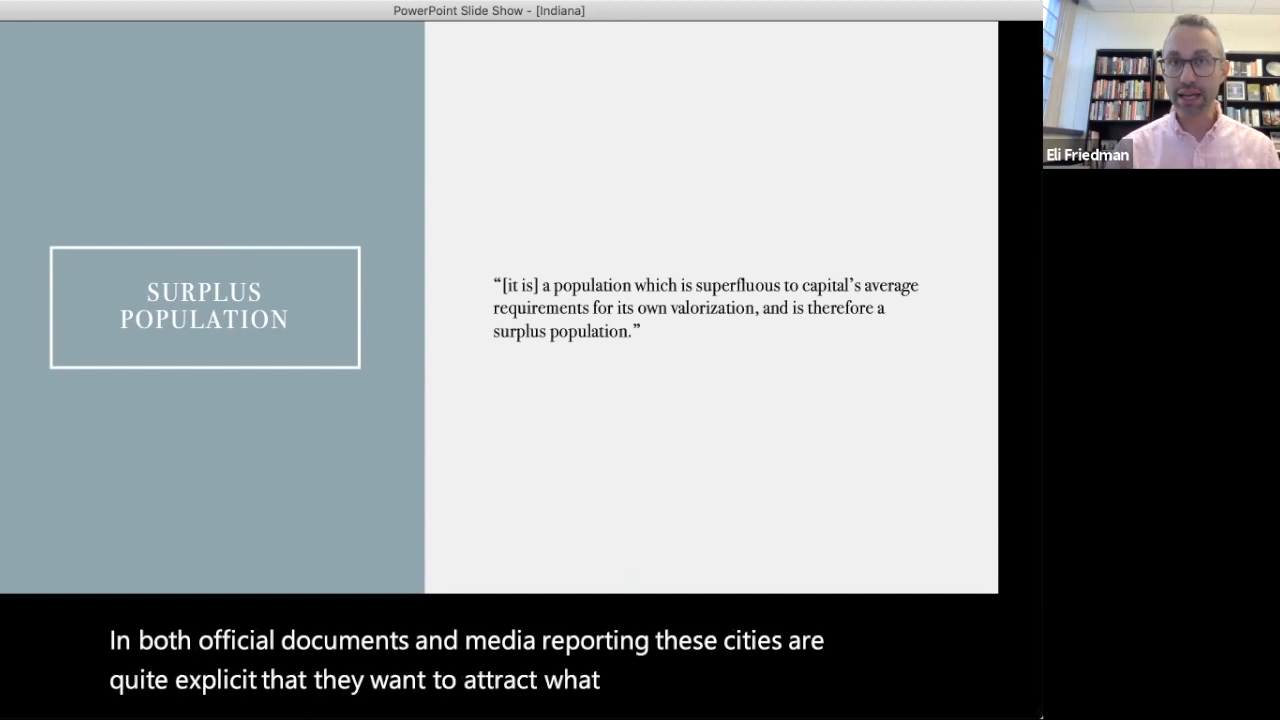 PowerPoint Slide Show - [Indiana]
SURPLUS
POPULATION
“[it is] a population which is superfluous to capital’s average
requirements for its own valorization, and is therefore a
surplus population.”
Eli Friedman
In both official documents and media reporting these cities are
quite explicit that they want to attract what